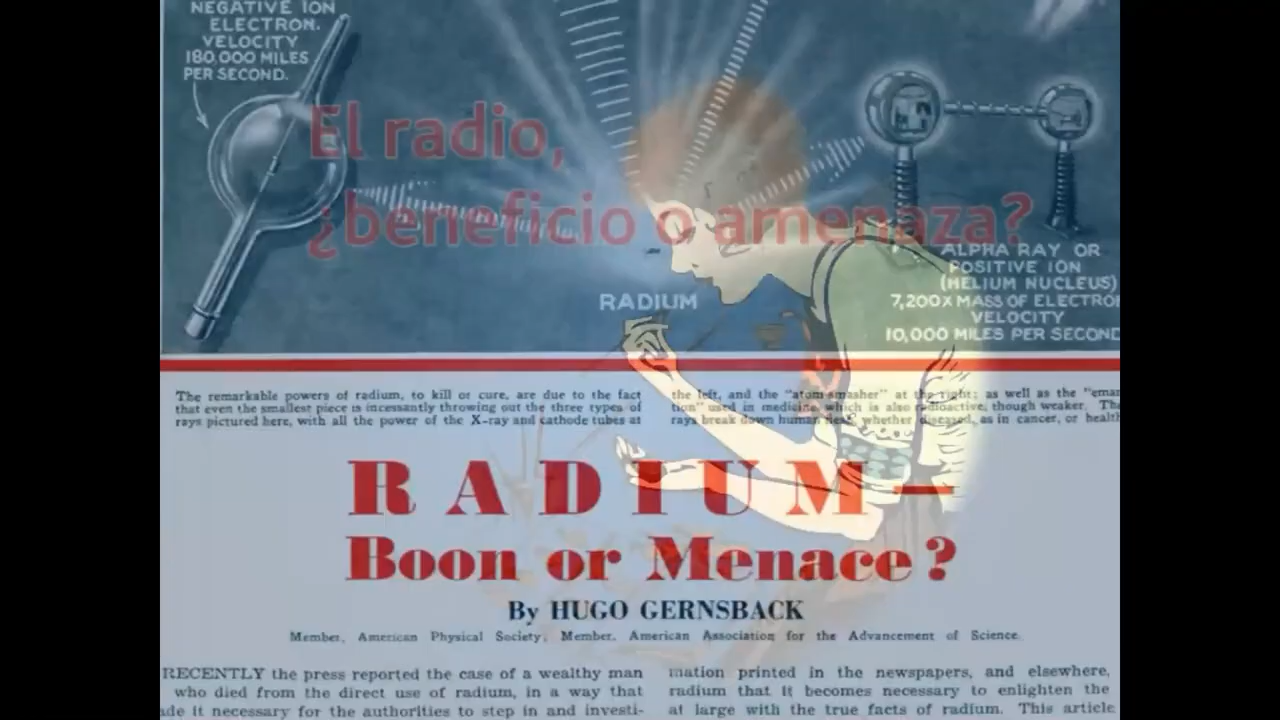 NEGATIVE ION
ELECTRON.
VELOCITY
180,000 MILES
PER SECOND.
El radio,
¿beneficio o amenaza?
RADIUM
ALPHA RAY OR
POSITIVE ION
(HELIUM NUCLEUS)
7,200X MASS OF ELECTRO
VELOCITY
10,000 MILES PER SECOND
The remarkable powers of radium, to kill or cure, are due to the fact
that even the smallest piece is incessantly throwing out the three types of
rays pictured here, with all the power of the X-ray and cathode tubes at
the left, and the "atom-smasher" at the right; as well as the "eman
tion" used in medicine, which is also radioactive, though weaker. The
rays break down human flesh, whether diseased, as in cancer, or health
RADIUM—
Boon or Menace?
By HUGO GERNSBACK
Member, American Physical Society; Member, American Association for the Advancement of Science.
RECENTLY the press reported the case of a wealthy man
who died from the direct use of radium, in a way that
de it necessary for the authorities to step in and investi-
mation printed in the newspapers, and elsewhere,
radium that it becomes necessary to enlighten the
at large with the true facts of radium. This article